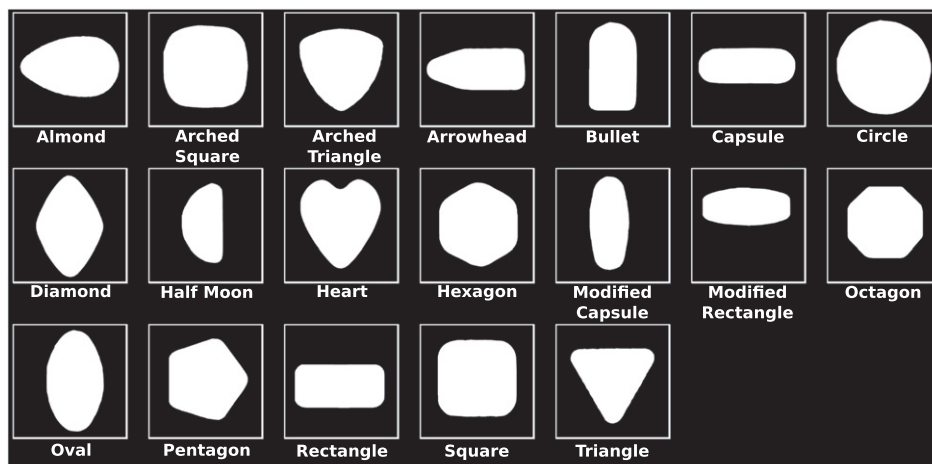 Almond
Arched
Square
Arched
Triangle
Arrowhead
Bullet
Capsule
Circle
Diamond
Half Moon
Heart
Hexagon
Modified
Capsule
Modified
Rectangle
Octagon
Oval
Pentagon
Rectangle
Square
Triangle